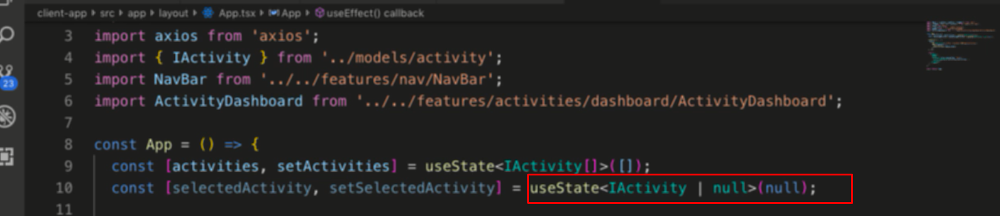 client-app src app layout App.tsx App useEffect() callback
3 import axios from 'axios';
4 import { IActivity } from '../models/activity';
23
5 import NavBar from '../../features/nav/NavBar';
6 import ActivityDashboard from '../../features/activities/dashboard/ActivityDashboard';
7
8 const App = () => {
9 const [activities, setActivities] = useState<IActivity[]>([]);
10 const [selectedActivity, setSelectedActivity] = useState<IActivity | null>(null);
11